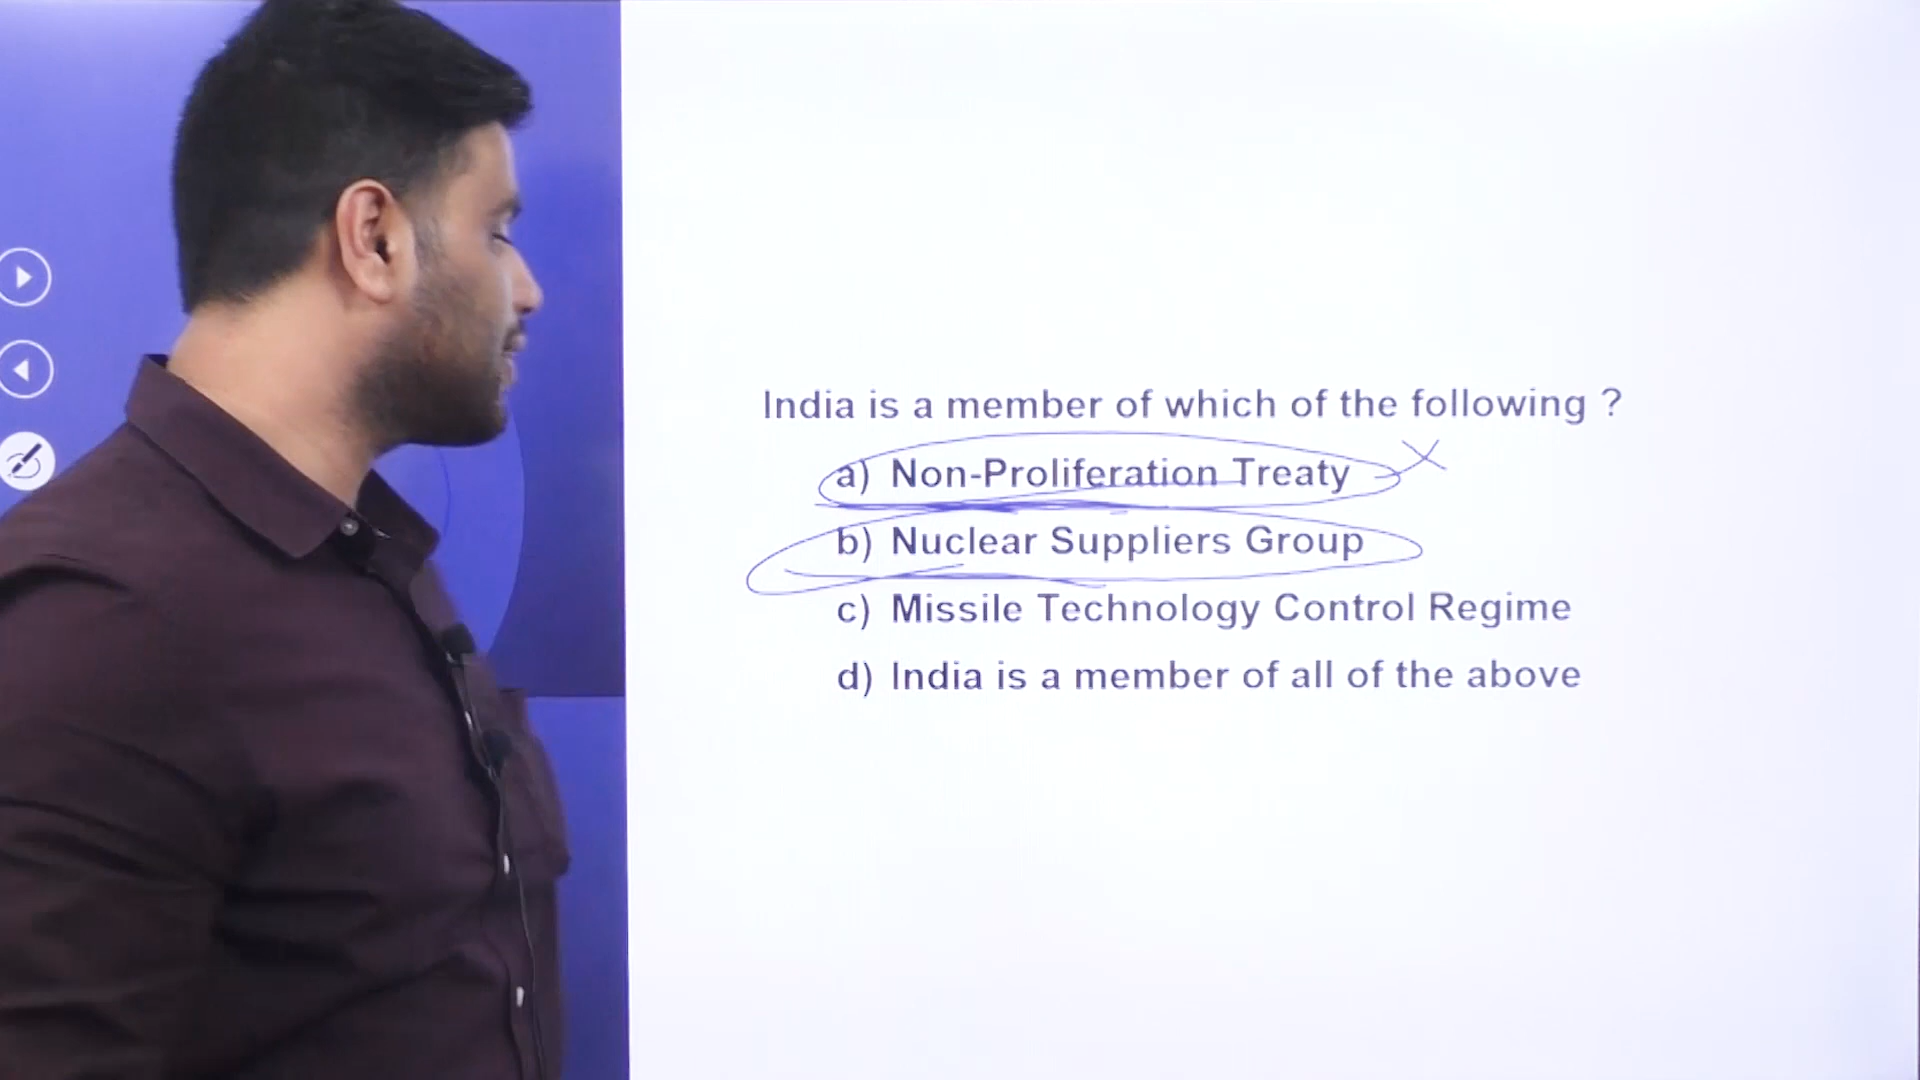 India is a member of which of the following ?
a) Non-Proliferation Treaty
b) Nuclear Suppliers Group
c) Missile Technology Control Regime
d) India is a member of all of the above